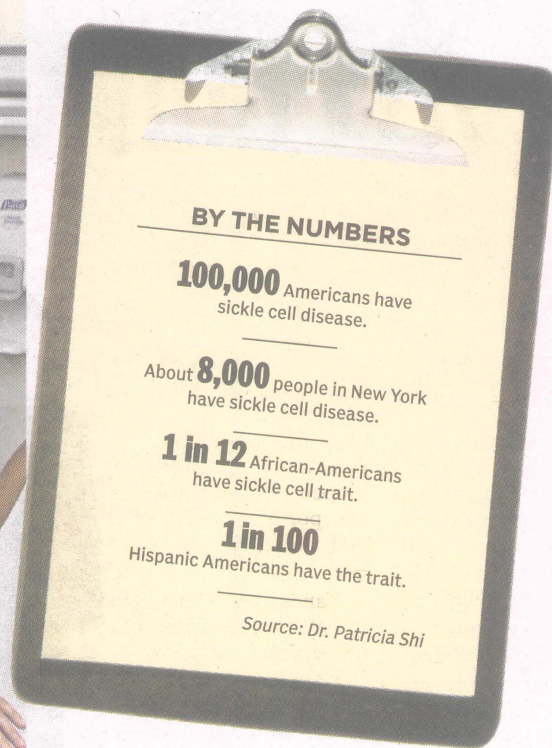 BY THE NUMBERS
100,000 Americans have
sickle cell disease.
About 8,000 people in New York
have sickle cell disease.
1 in 12 African-Americans
have sickle cell trait.
1 in 100
Hispanic Americans have the trait.
Source: Dr. Patricia Shi